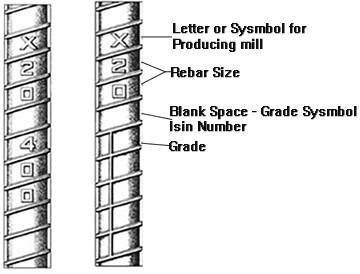 X
2
0
4
0
0
X
2
0
Letter or Sysmbol for
Producing mill
Rebar Size
Blank Space - Grade Sysmbol
Isin Number
Grade